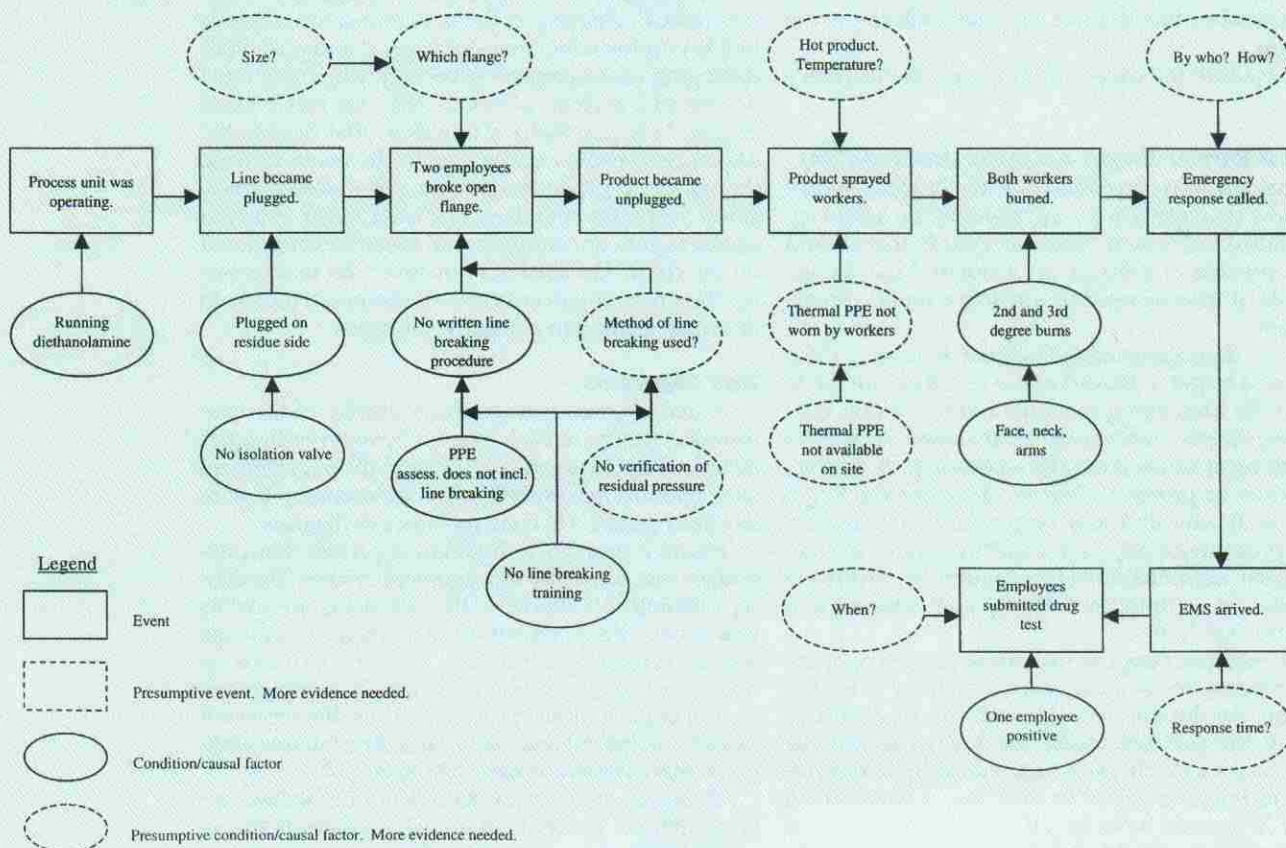 Size?
Which flange?
Hot product.
Temperature?
By who? How?
Process unit was
operating.
Line became
plugged.
Two employees
broke open
flange.
Product became
unplugged.
Product sprayed
workers.
Both workers
burned.
Emergency
response called.
Running
diethanolamine
Plugged on
residue side
No written line
breaking
procedure
Method of line
breaking used?
Thermal PPE not
worn by workers
2nd and 3rd
degree burns
No isolation valve
PPE
assess. does not incl.
line breaking
No verification of
residual pressure
Thermal PPE
not available
on site
Face, neck,
arms
No line breaking
training
When?
Employees
submitted drug
test
EMS arrived.
One employee
positive
Response time?
Legend
Event
Presumptive event. More evidence needed.
Condition/causal factor
Presumptive condition/causal factor. More evidence needed.